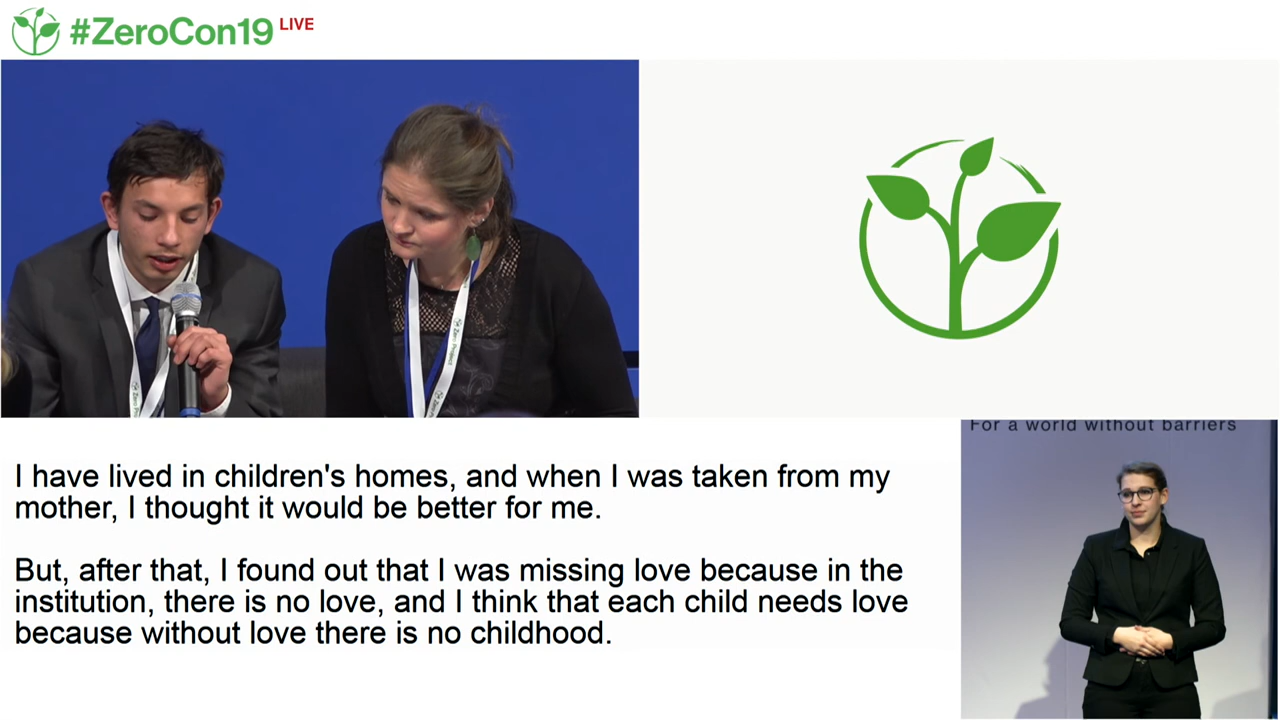 #ZeroCon19 LIVE
Zero Project
For a world without barriers
I have lived in children's homes, and when I was taken from my
mother, I thought it would be better for me.
But, after that, I found out that I was missing love because in the
institution, there is no love, and I think that each child needs love
because without love there is no childhood.